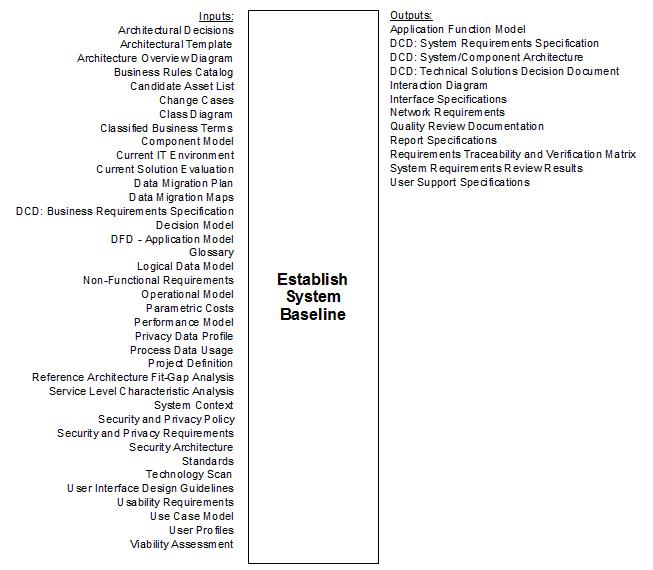 Inputs:
Architectural Decisions
Architectural Template
Architecture Overview Diagram
Business Rules Catalog
Candidate Asset List
Change Cases
Class Diagram
Classified Business Terms
Component Model
Current IT Environment
Current Solution Evaluation
Data Migration Plan
Data Migration Maps
DCD: Business Requirements Specification
Decision Model
DFD - Application Model
Glossary
Logical Data Model
Non-Functional Requirements
Operational Model
Parametric Costs
Performance Model
Privacy Data Profile
Process Data Usage
Project Definition
Reference Architecture Fit-Gap Analysis
Service Level Characteristic Analysis
System Context
Security and Privacy Policy
Security and Privacy Requirements
Security Architecture
Standards
Technology Scan
User Interface Design Guidelines
Usability Requirements
Use Case Model
User Profiles
Viability Assessment
Establish
System
Baseline
Outputs:
Application Function Model
DCD: System Requirements Specification
DCD: System/Component Architecture
DCD: Technical Solutions Decision Document
Interaction Diagram
Interface Specifications
Network Requirements
Quality Review Documentation
Report Specifications
Requirements Traceability and Verification Matrix
System Requirements Review Results
User Support Specifications